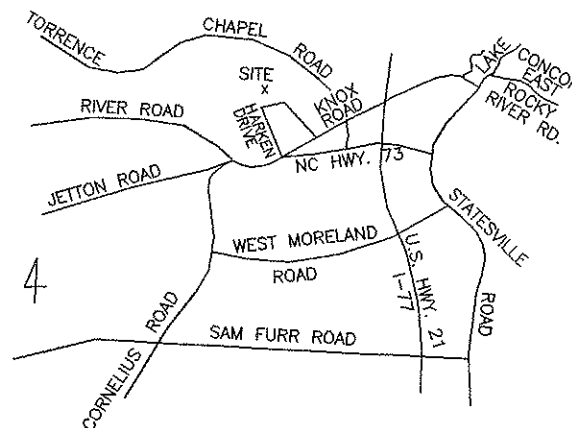 TORRENCE CHAPEL ROAD
SITE
x
RIVER ROAD
HARKEN DRIVE
KNOX ROAD
LAKE
CONCO
EAST
ROCKY RIVER RD.
NC HWY. 73
JETTON ROAD
WEST MORELAND ROAD
STATESVILLE ROAD
U.S. HWY. 21
I-77
4
SAM FURR ROAD
CORNELIUS ROAD